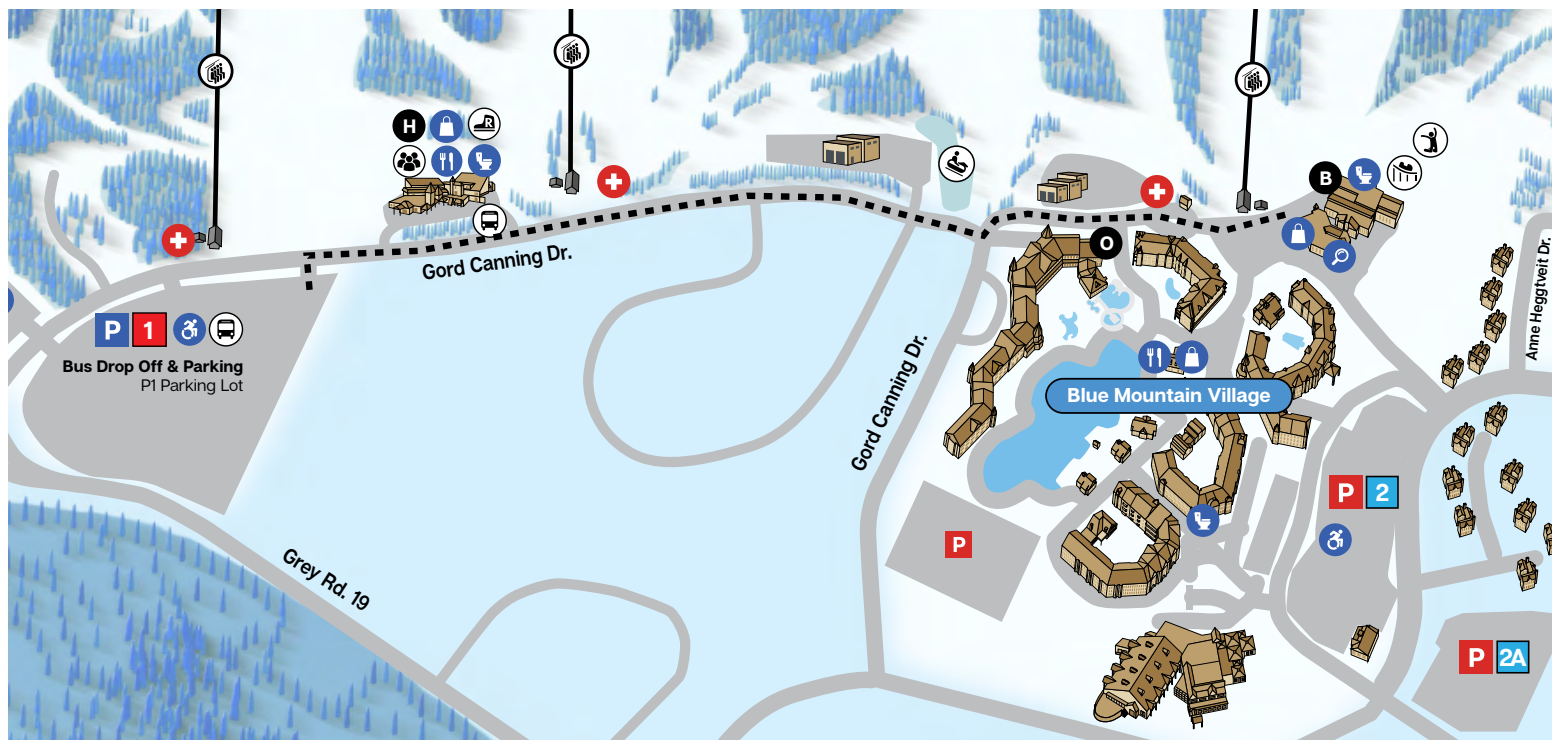 H
R
B
O
Gord Canning Dr.
P 1
Bus Drop Off & Parking
P1 Parking Lot
Anne Heggtveit Dr.
Gord Canning Dr.
Blue Mountain Village
P 2
P
Grey Rd. 19
P 2A